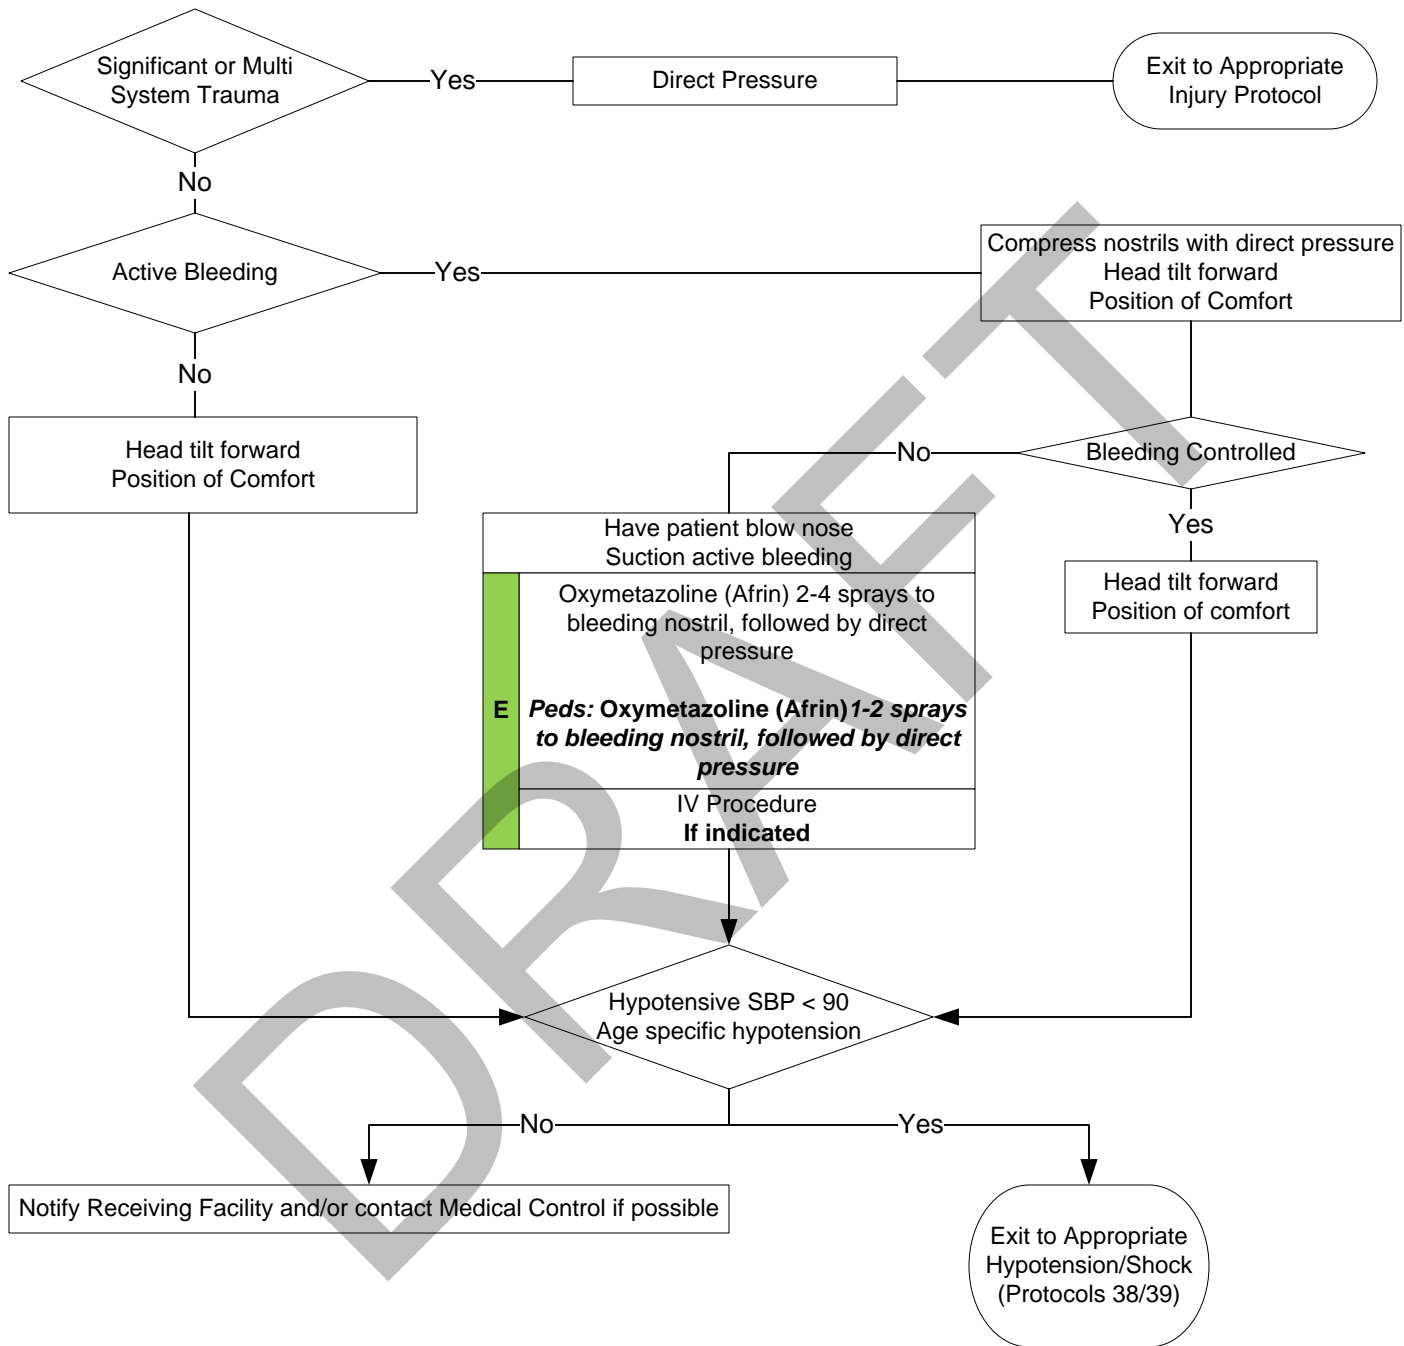 Significant or Multi
System Trauma
Yes
Direct Pressure
Exit to Appropriate
Injury Protocol
No
Active Bleeding
Yes
Compress nostrils with direct pressure
Head tilt forward
Position of Comfort
No
Head tilt forward
Position of Comfort
No
Bleeding Controlled
Yes
Have patient blow nose
Suction active bleeding
Head tilt forward
Position of comfort
E
Oxymetazoline (Afrin) 2-4 sprays to
bleeding nostril, followed by direct
pressure
Peds: Oxymetazoline (Afrin) 1-2 sprays
to bleeding nostril, followed by direct
pressure
IV Procedure
If indicated
Hypotensive SBP < 90
Age specific hypotension
No
Yes
Notify Receiving Facility and/or contact Medical Control if possible
Exit to Appropriate
Hypotension/Shock
(Protocols 38/39)
DRAFT